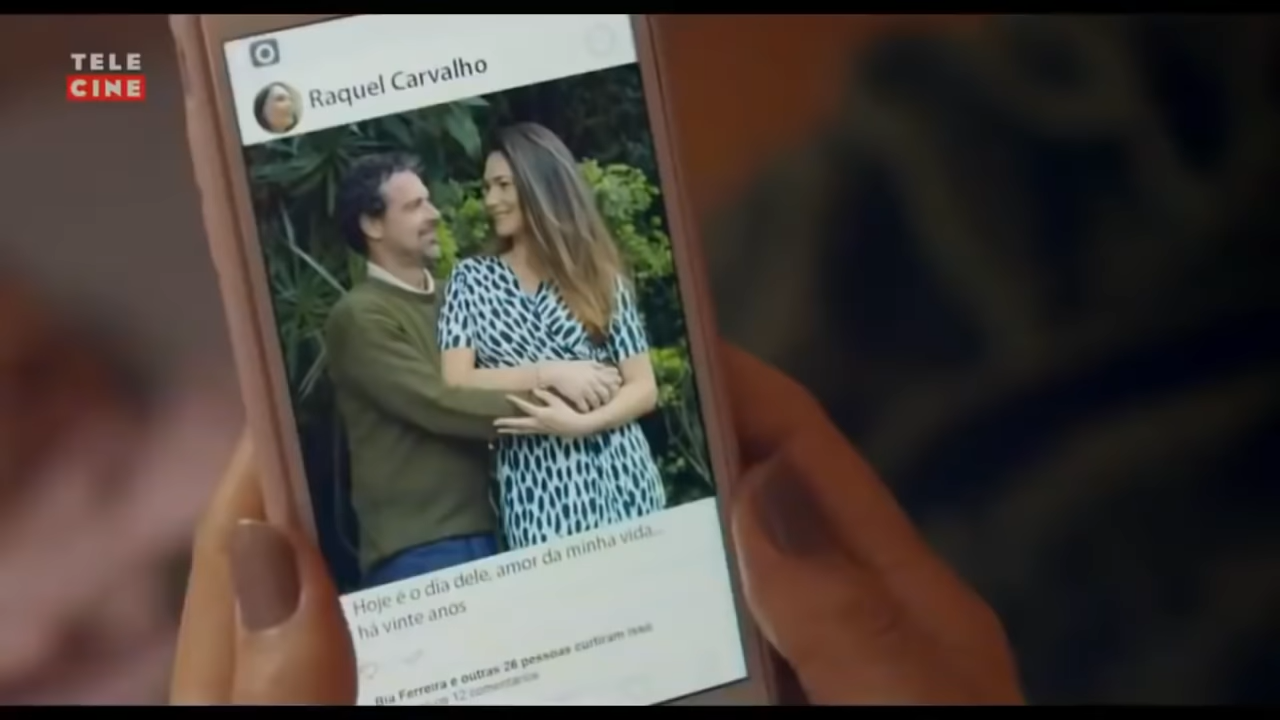 TELE
CINE
Raquel Carvalho
Hoje é o dia dele, amor da minha vida...
há vinte anos
Bia Ferreira e outras 26 pessoas curtiram isso
12 comentários